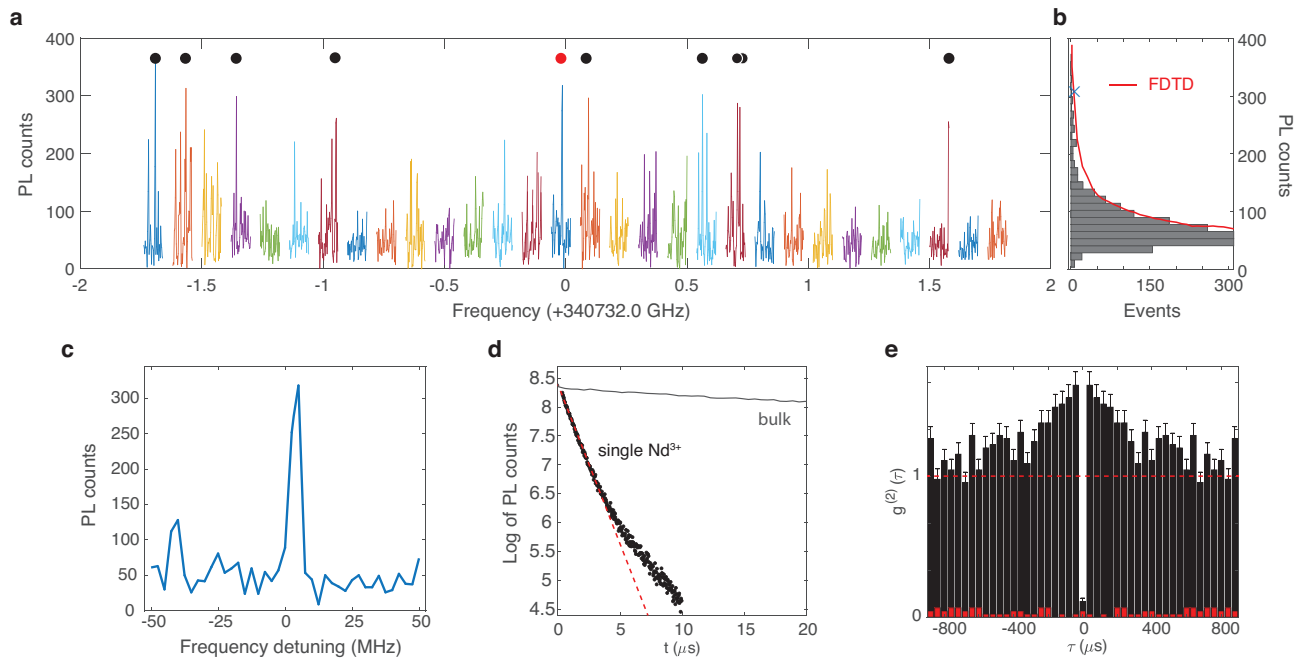 a
400
300
200
100
0
PL counts
-2
-1.5
-1
-0.5
0
0.5
1
1.5
2
Frequency (+340732.0 GHz)
b
FDTD
400
300
200
100
0
PL counts
0
150
300
Events
c
300
250
200
150
100
50
0
PL counts
-50
0
50
Frequency detuning (MHz)
d
8.5
8
7.5
7
6.5
6
5.5
5
4.5
Log of PL counts
bulk
single Nd³⁺
0
5
10
15
20
t (μs)
e
1
0
g⁽²⁾(τ)
-800
-400
0
400
800
τ (μs)